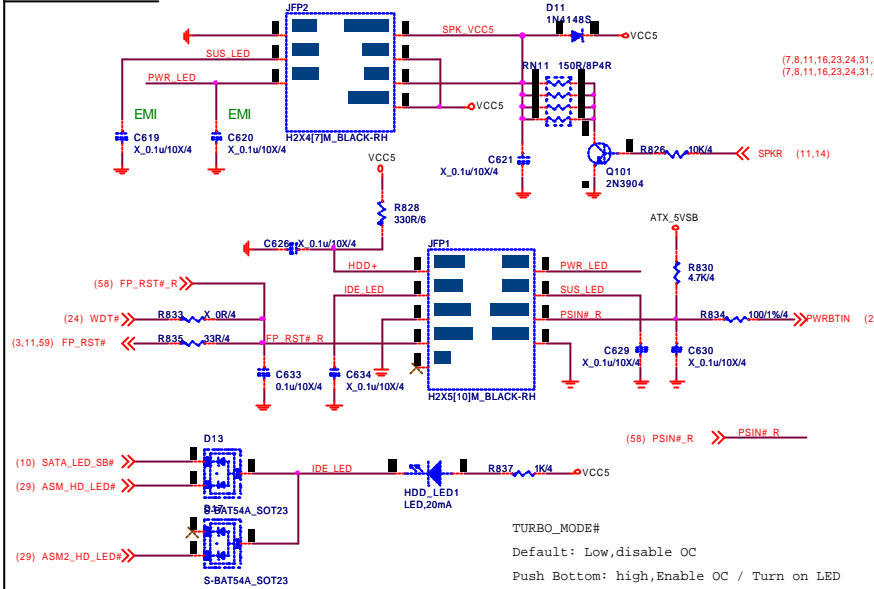 JFP2
D11
1N4148S
SPK_VCC5
VCC5
SUS_LED
PWR_LED
RN11 150R/8P4R
(7,8,11,16,23,24,31,
(7,8,11,16,23,24,31,
VCC5
EMI
EMI
C619
X_0.1u/10X/4
C620
X_0.1u/10X/4
H2X4[7]M_BLACK-RH
C621
X_0.1u/10X/4
R826
10K/4
SPKR (11,14)
Q101
2N3904
VCC5
R828
330R/6
ATX_5VSB
C626
X_0.1u/10X/4
JFP1
HDD+
PWR_LED
R830
4.7K/4
(58) FP_RST#_R
IDE_LED
SUS_LED
(24) WDT#
R833
X_0R/4
PSIN#_R
R834
100/1%/4
PWRBTIN (2
(3,11,59) FP_RST#
R835
33R/4
FP_RST#_R
C633
0.1u/10X/4
C634
X_0.1u/10X/4
C629
X_0.1u/10X/4
C630
X_0.1u/10X/4
H2X5[10]M_BLACK-RH
D13
(58) PSIN#_R
PSIN#_R
(10) SATA_LED_SB#
IDE_LED
R837
1K/4
VCC5
(29) ASM_HD_LED#
HDD_LED1
LED,20mA
S-BAT54A_SOT23
(29) ASM2_HD_LED#
S-BAT54A_SOT23
TURBO_MODE#
Default: Low,disable OC
Push Bottom: high,Enable OC / Turn on LED